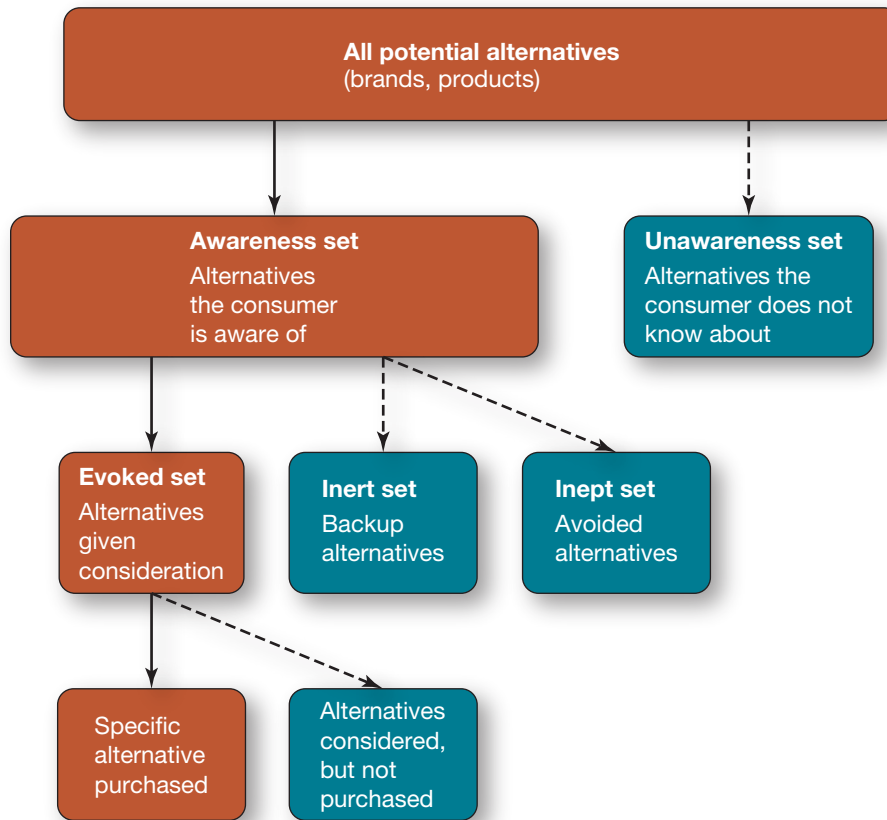 All potential alternatives
(brands, products)
Awareness set
Alternatives
the consumer
is aware of
Unawareness set
Alternatives the
consumer does not
know about
Evoked set
Alternatives
given
consideration
Inert set
Backup
alternatives
Inept set
Avoided
alternatives
Specific
alternative
purchased
Alternatives
considered,
but not
purchased